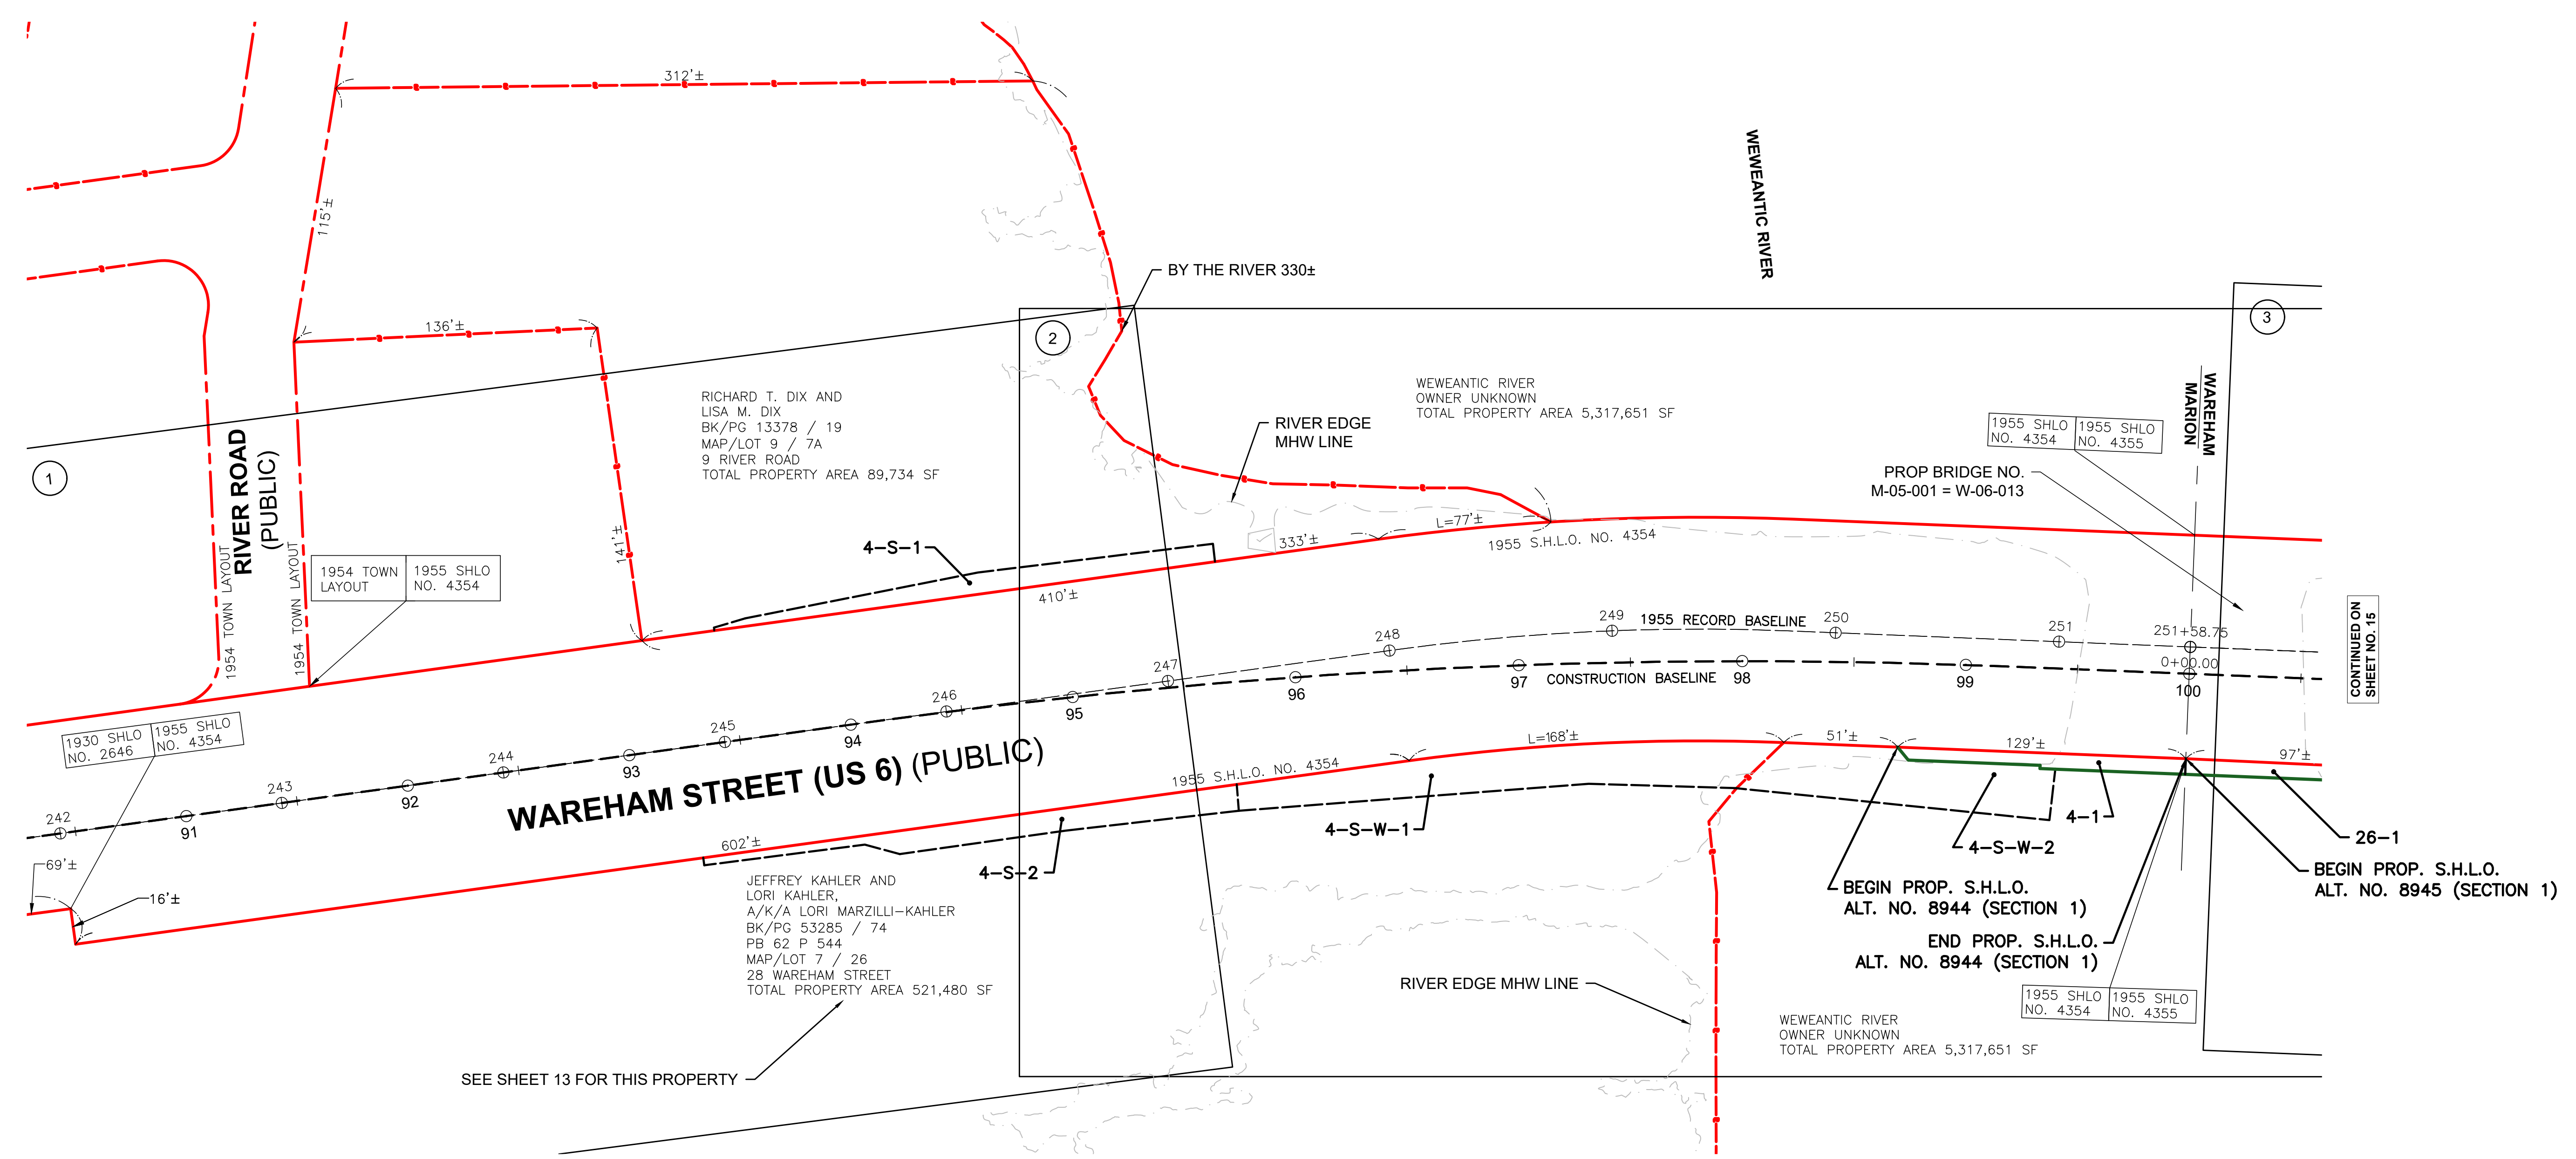 312'±
115'±
WEWEANTIC RIVER
BY THE RIVER 330±
136'±
2
3
WAREHAM
MARION
RICHARD T. DIX AND
LISA M. DIX
BK/PG 13378 / 19
MAP/LOT 9 / 7A
9 RIVER ROAD
TOTAL PROPERTY AREA 89,734 SF
WEWEANTIC RIVER
OWNER UNKNOWN
TOTAL PROPERTY AREA 5,317,651 SF
RIVER EDGE
MHW LINE
1955 SHLO
NO. 4354
1955 SHLO
NO. 4355
PROP BRIDGE NO.
M-05-001 = W-06-013
1
RIVER ROAD
(PUBLIC)
1954 TOWN LAYOUT
1954 TOWN LAYOUT
141'±
4-S-1
333'±
L=77'±
1955 S.H.L.O. NO. 4354
1954 TOWN
LAYOUT
1955 SHLO
NO. 4354
410'±
249
1955 RECORD BASELINE
250
251
251+58.75
0+00.00
248
247
246
245
244
243
242
CONSTRUCTION BASELINE
91
92
93
94
95
96
97
98
99
100
CONTINUED ON
SHEET NO. 15
1930 SHLO
NO. 2646
1955 SHLO
NO. 4354
WAREHAM STREET (US 6) (PUBLIC)
1955 S.H.L.O. NO. 4354
L=168'±
51'±
129'±
97'±
69'±
16'±
602'±
4-S-2
4-S-W-1
4-S-W-2
4-1
26-1
BEGIN PROP. S.H.L.O.
ALT. NO. 8945 (SECTION 1)
BEGIN PROP. S.H.L.O.
ALT. NO. 8944 (SECTION 1)
END PROP. S.H.L.O.
ALT. NO. 8944 (SECTION 1)
JEFFREY KAHLER AND
LORI KAHLER,
A/K/A LORI MARZILLI-KAHLER
BK/PG 53285 / 74
PB 62 P 544
MAP/LOT 7 / 26
28 WAREHAM STREET
TOTAL PROPERTY AREA 521,480 SF
RIVER EDGE MHW LINE
1955 SHLO
NO. 4354
1955 SHLO
NO. 4355
WEWEANTIC RIVER
OWNER UNKNOWN
TOTAL PROPERTY AREA 5,317,651 SF
SEE SHEET 13 FOR THIS PROPERTY